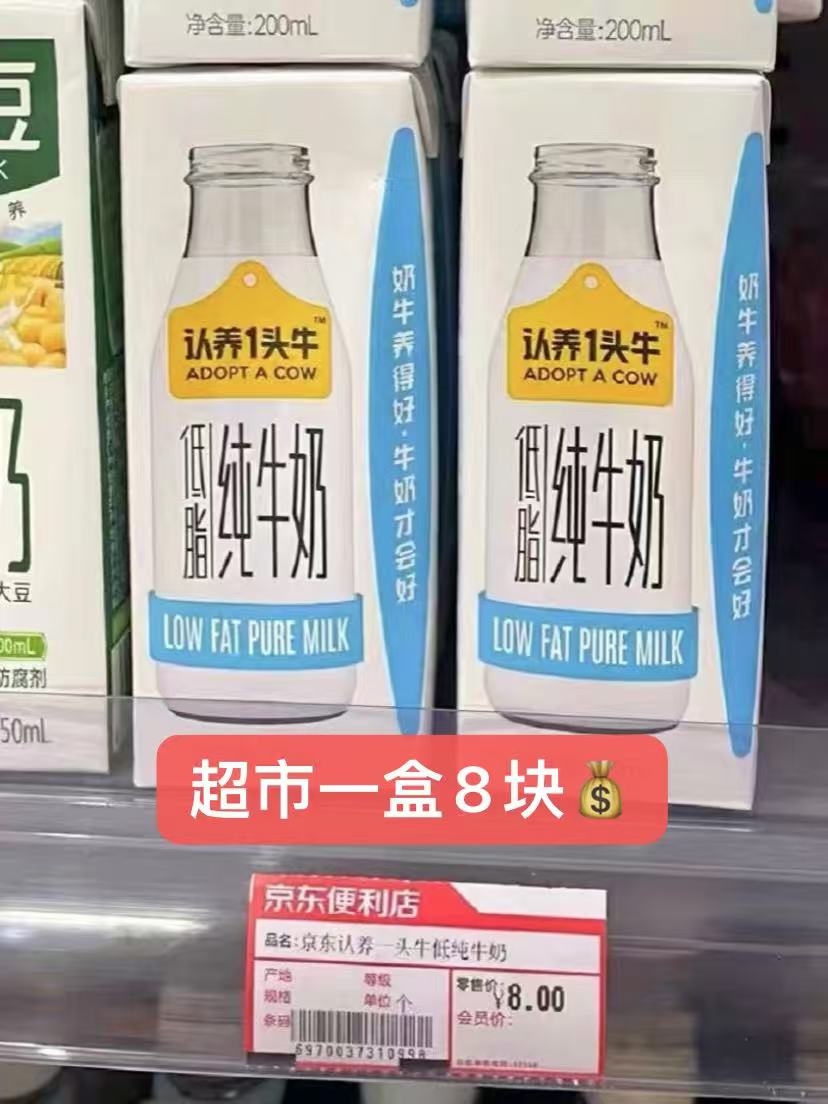 净含量:200mL
净含量:200mL
豆
养
奶
大豆
防腐剂
50mL
认养1头牛™
ADOPT A COW
低脂纯牛奶
LOW FAT PURE MILK
奶牛养得好·牛奶才会好
认养1头牛™
ADOPT A COW
低脂纯牛奶
LOW FAT PURE MILK
奶牛养得好·牛奶才会好
超市一盒8块
京东便利店
品名:京东认养一头牛低纯牛奶
产地
等级
规格
单位 个
条码
6970037310998
零售价:
¥8.00
会员价: